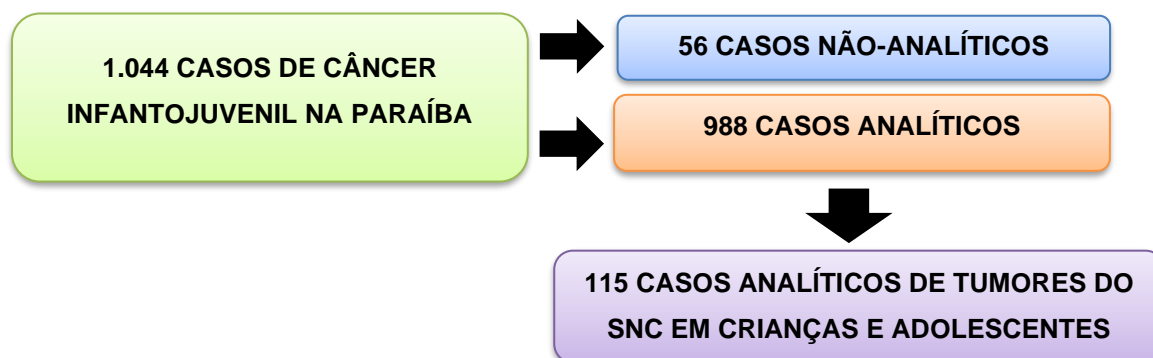 1.044 CASOS DE CÂNCER
INFANTOJUVENIL NA PARAÍBA
56 CASOS NÃO-ANALÍTICOS
988 CASOS ANALÍTICOS
115 CASOS ANALÍTICOS DE TUMORES DO
SNC EM CRIANÇAS E ADOLESCENTES